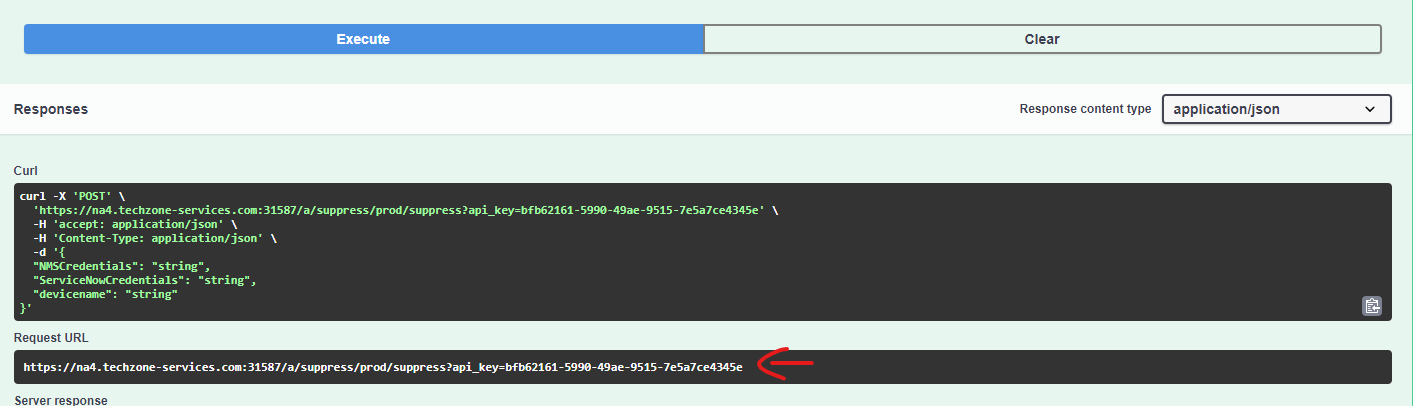 Execute
Clear
Responses
Response content type
application/json
Curl
curl -X 'POST' \
  'https://na4.techzone-services.com:31587/a/suppress/prod/suppress?api_key=bfb62161-5990-49ae-9515-7e5a7ce4345e' \
  -H 'accept: application/json' \
  -H 'Content-Type: application/json' \
  -d '{
  "NMSCredentials": "string",
  "ServiceNowCredentials": "string",
  "devicename": "string"
}'
Request URL
https://na4.techzone-services.com:31587/a/suppress/prod/suppress?api_key=bfb62161-5990-49ae-9515-7e5a7ce4345e
Server response